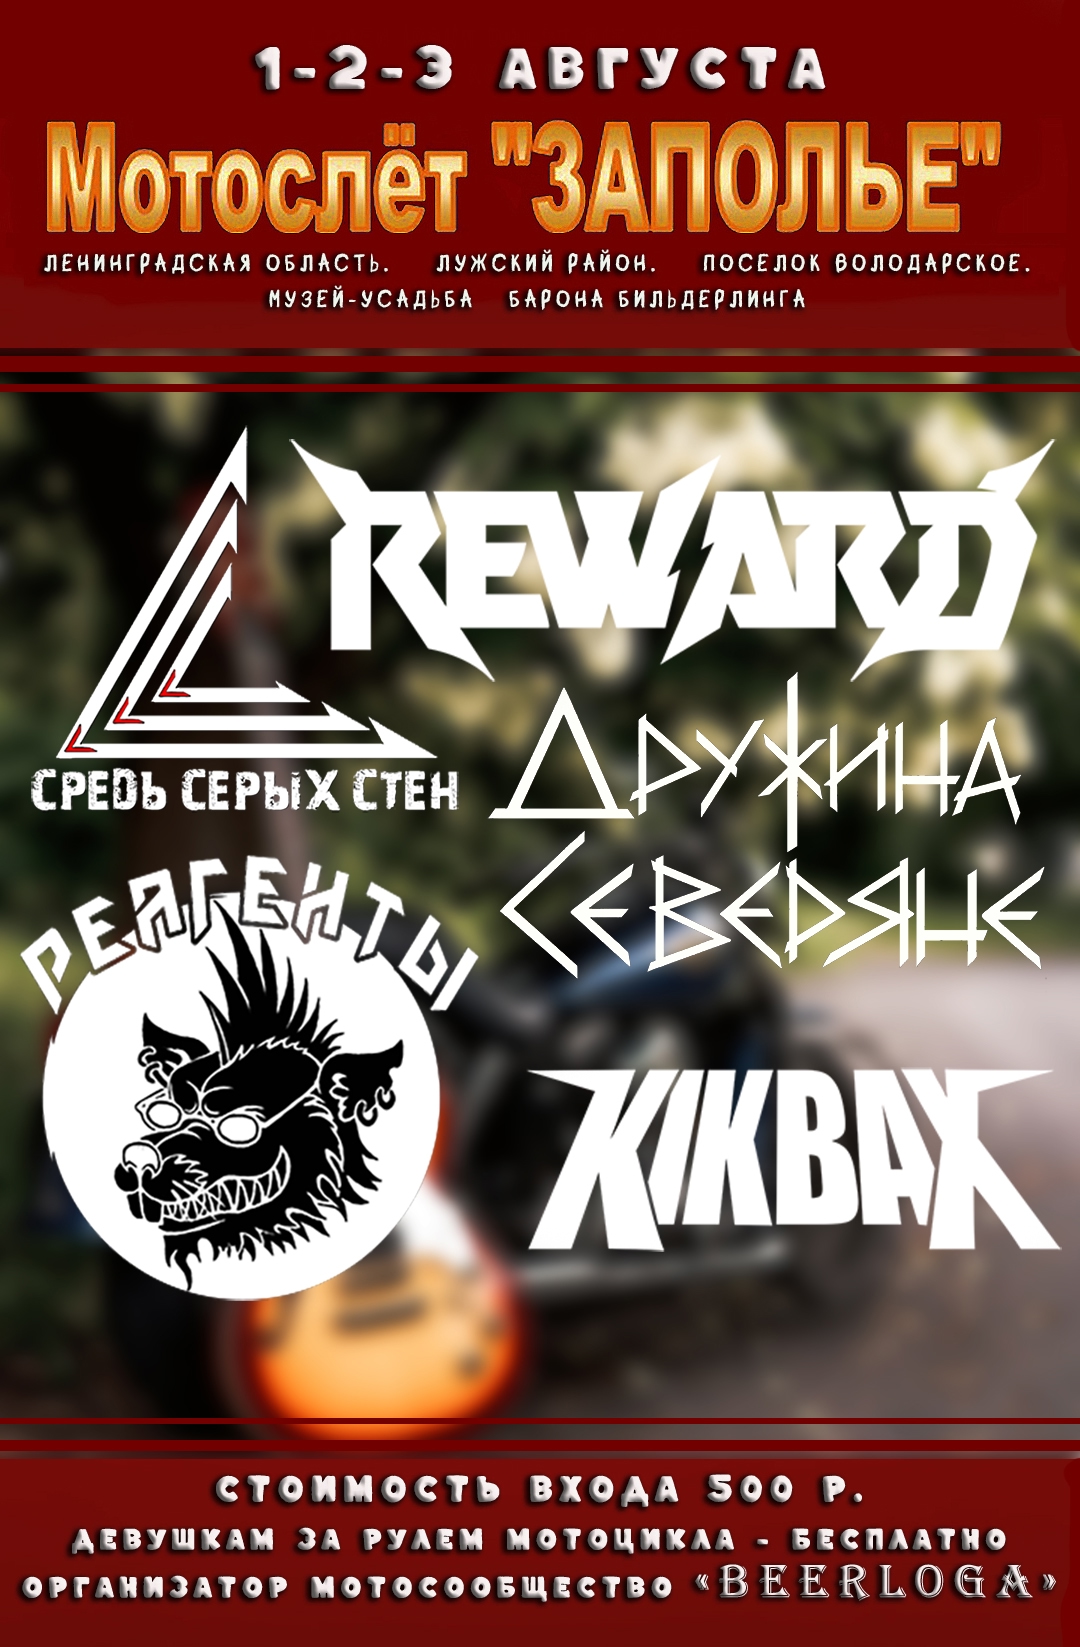 1-2-3 АВГУСТА
Мотослёт "ЗАПОЛЬЕ"
ЛЕНИНГРАДСКАЯ ОБЛАСТЬ. ЛУЖСКИЙ РАЙОН. ПОСЕЛОК ВОЛОДАРСКОЕ.
МУЗЕЙ-УСАДЬБА БАРОНА БИЛЬДЕРЛИНГА
REWARD
СРЕДЬ СЕРЫХ СТЕН
ДРУЖИНА
СЕВЕРЯНЕ
РЕАГЕНТЫ
KIKBAX
СТОИМОСТЬ ВХОДА 500 Р.
ДЕВУШКАМ ЗА РУЛЕМ МОТОЦИКЛА - БЕСПЛАТНО
ОРГАНИЗАТОР МОТОСООБЩЕСТВО «BEERLOGA»